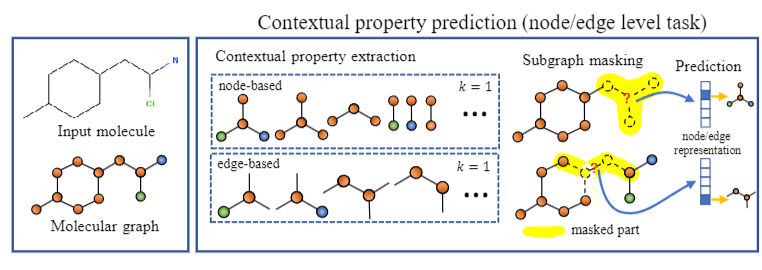 Contextual property prediction (node/edge level task)
N
Cl
Input molecule
Molecular graph
Contextual property extraction
node-based
k = 1
edge-based
k = 1
Subgraph masking
?
?
masked part
Prediction
node/edge
representation